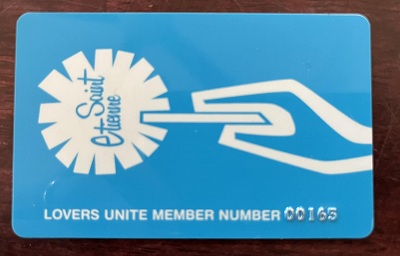 Saint
Etienne
LOVERS UNITE MEMBER NUMBER 00165